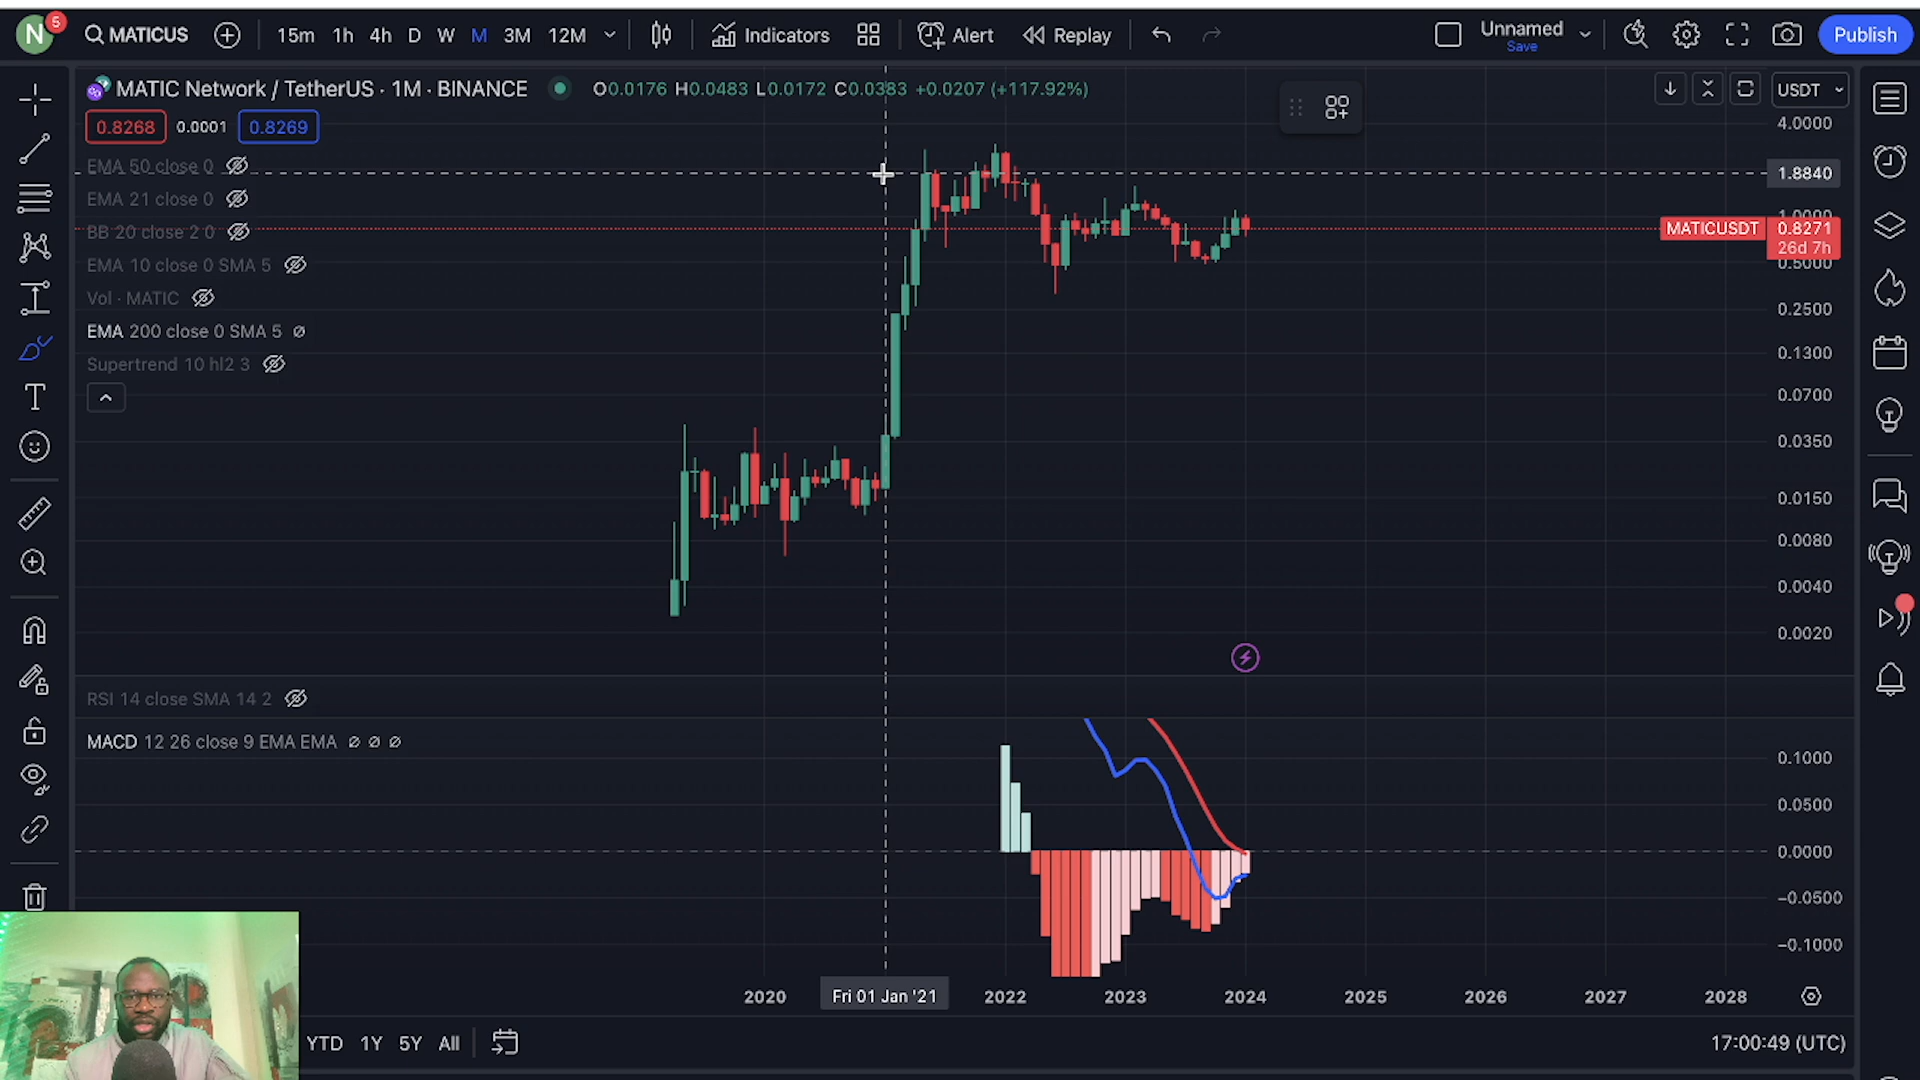 N 5 MATICUS 15m 1h 4h D W M 3M 12M Indicators Alert Replay Unnamed Save Publish
MATIC Network / TetherUS · 1M · BINANCE O0.0176 H0.0483 L0.0172 C0.0383 +0.0207 (+117.92%) USDT
0.8268 0.0001 0.8269
4.0000
EMA 50 close 0
1.8840
EMA 21 close 0
1.0000
BB 20 close 2 0
MATICUSDT 0.8271
26d 7h
EMA 10 close 0 SMA 5
0.5000
Vol · MATIC
0.2500
EMA 200 close 0 SMA 5 ∅
0.1300
Supertrend 10 hl2 3
0.0700
0.0350
0.0150
0.0080
0.0040
0.0020
RSI 14 close SMA 14 2
MACD 12 26 close 9 EMA EMA ∅ ∅ ∅
0.1000
0.0500
0.0000
−0.0500
−0.1000
2020 Fri 01 Jan '21 2022 2023 2024 2025 2026 2027 2028
YTD 1Y 5Y All 17:00:49 (UTC)